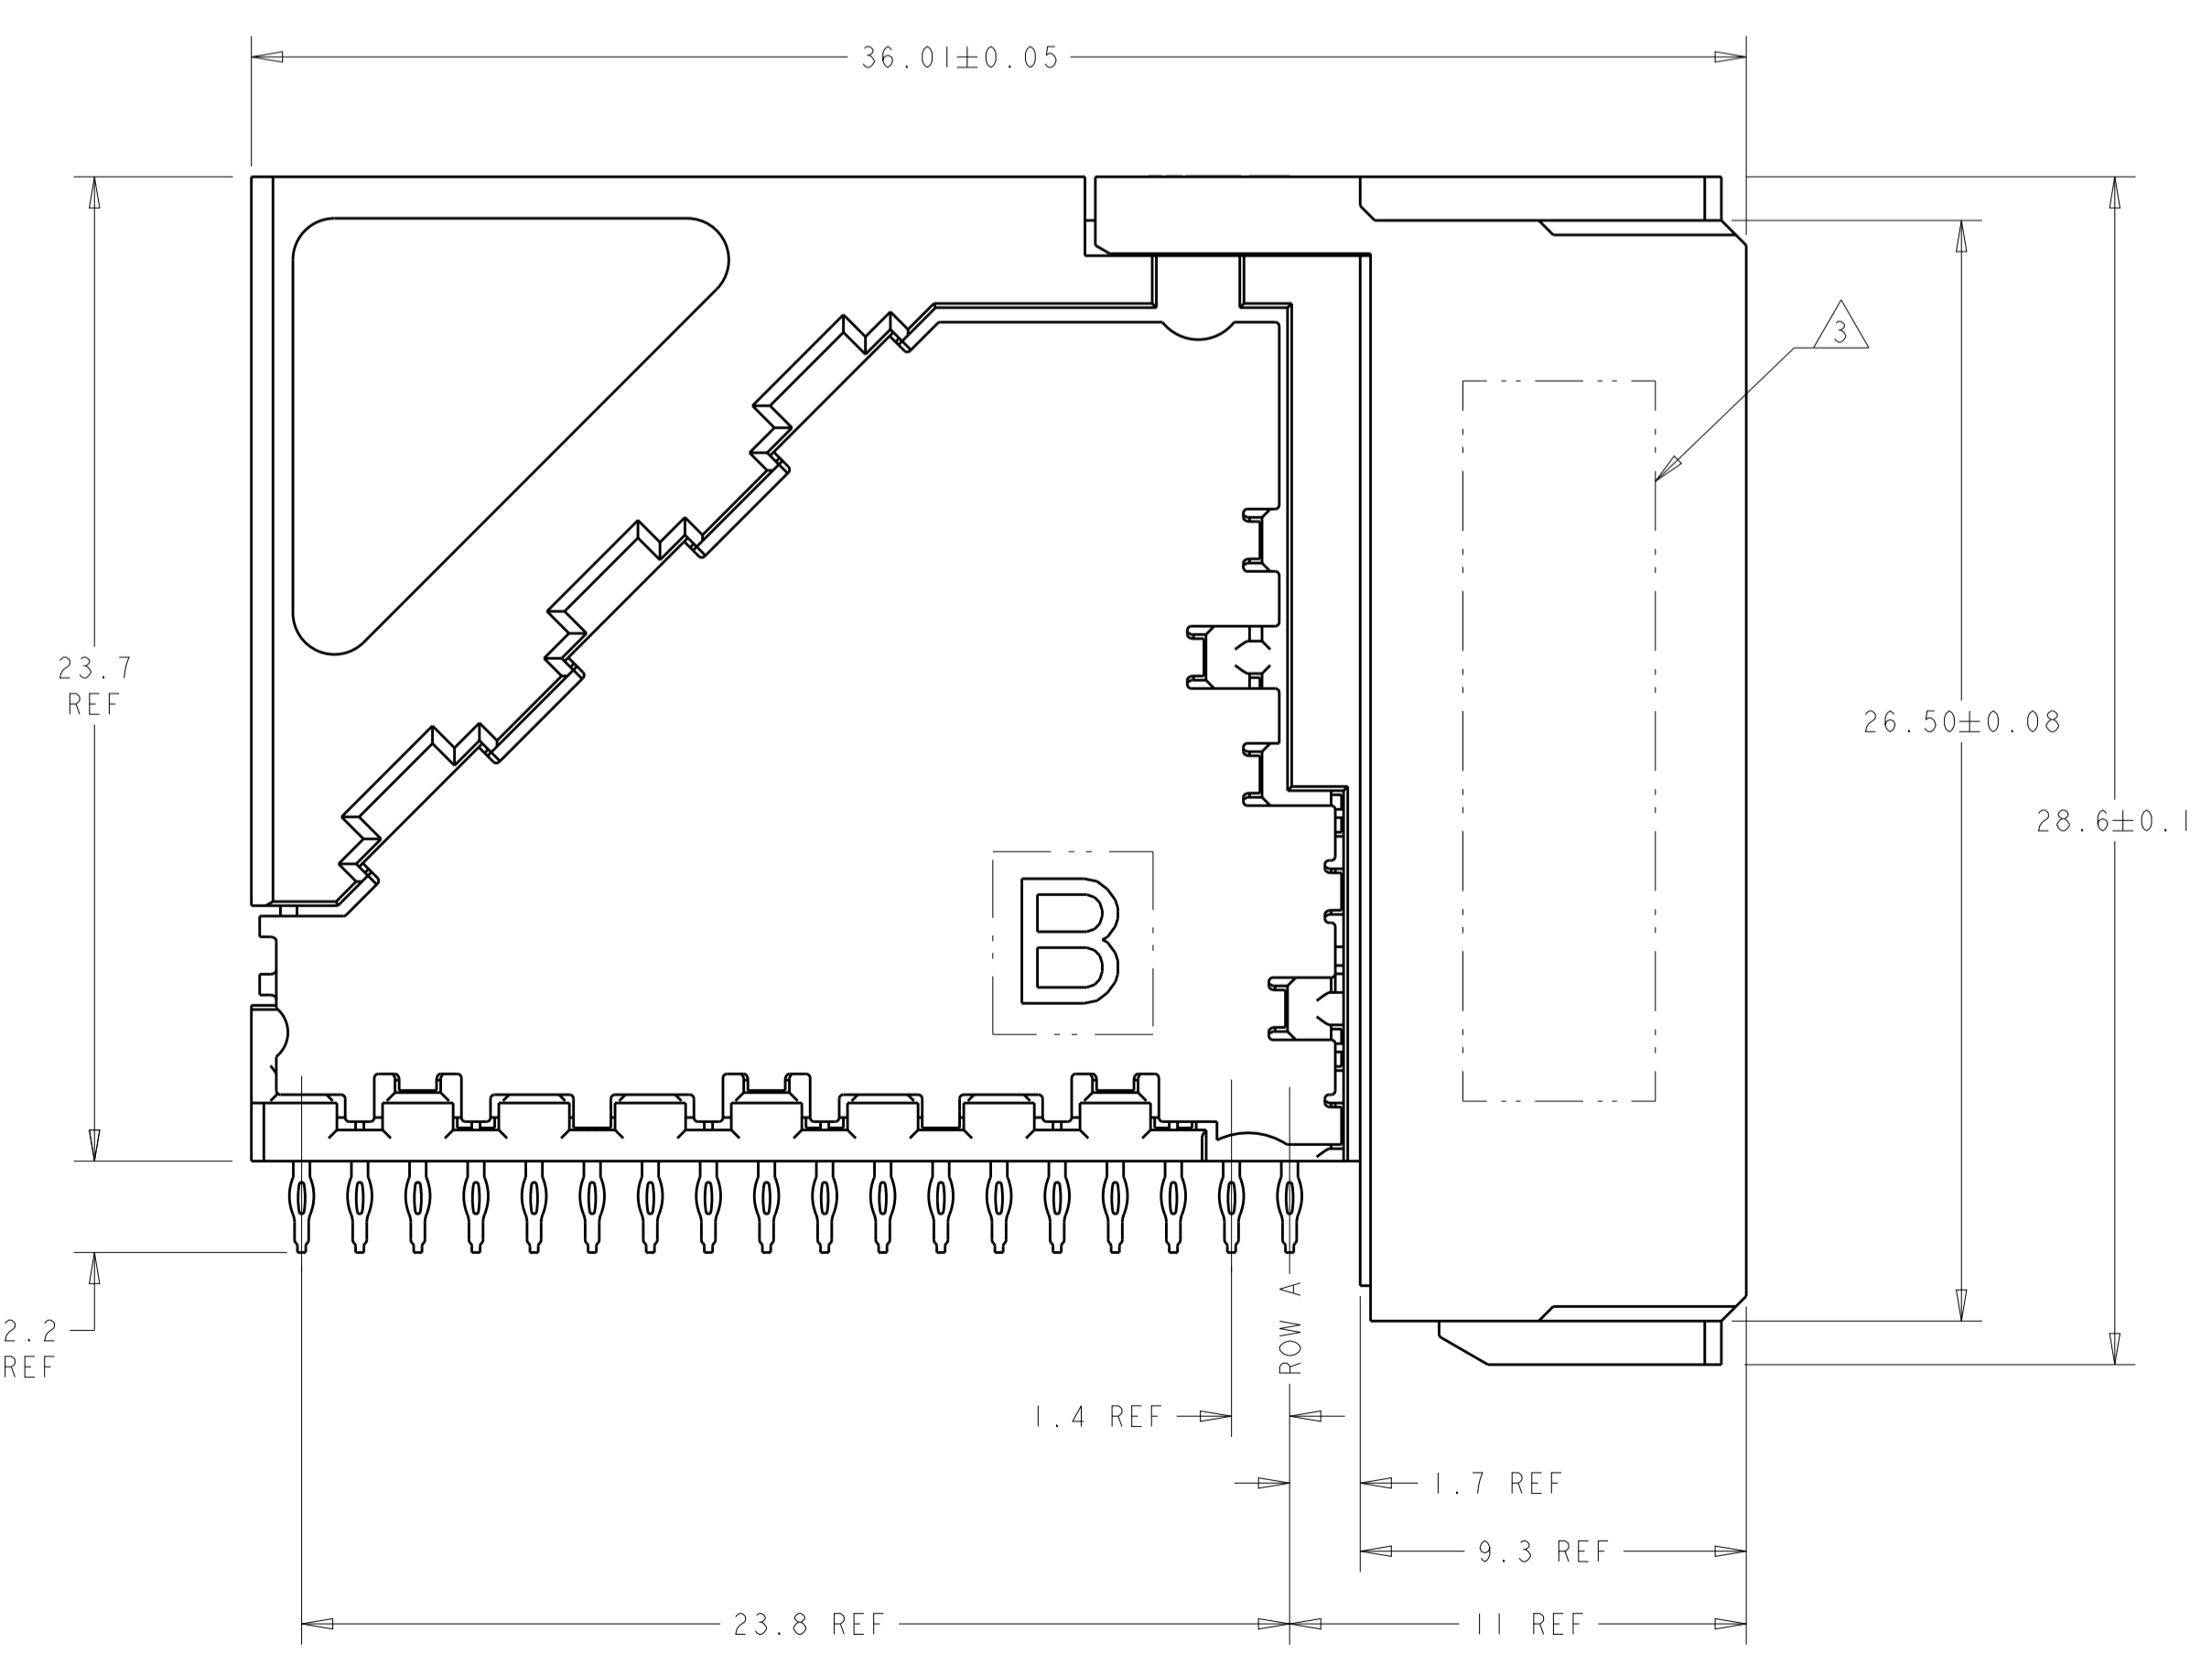 36.01±0.05
3
23.7
REF
26.50±0.08
28.6±0.1
B
2.2
REF
ROW A
1.4 REF
1.7 REF
9.3 REF
23.8 REF
11 REF